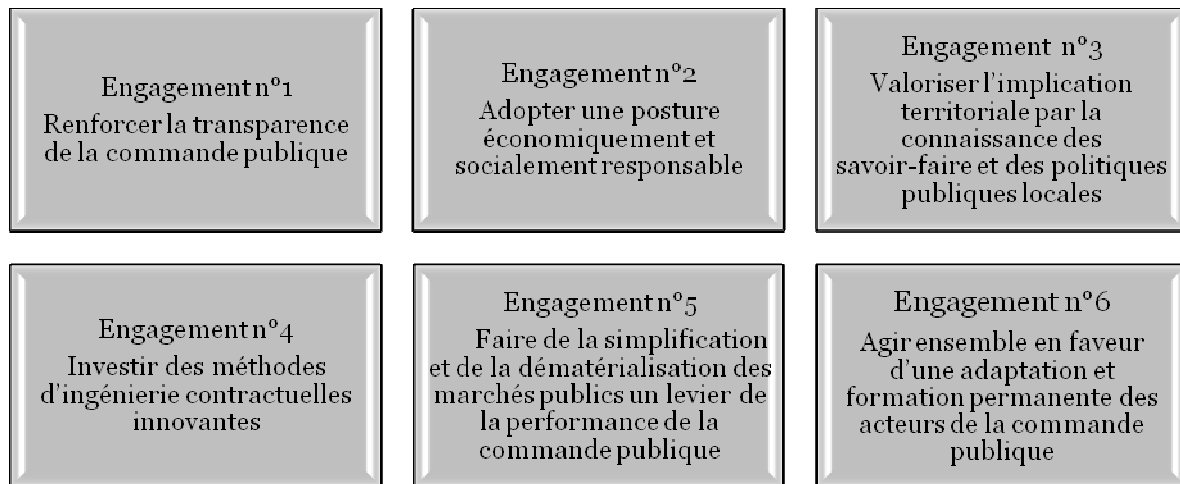 Engagement n°1
Renforcer la transparence
de la commande publique
Engagement n°2
Adopter une posture
économiquement et
socialement responsable
Engagement n°3
Valoriser l'implication
territoriale par la
connaissance des
savoir-faire et des politiques
publiques locales
Engagement n°4
Investir des méthodes
d'ingénierie contractuelles
innovantes
Engagement n°5
Faire de la simplification
et de la dématérialisation des
marchés publics un levier de
la performance de la
commande publique
Engagement n°6
Agir ensemble en faveur
d'une adaptation et
formation permanente des
acteurs de la commande
publique